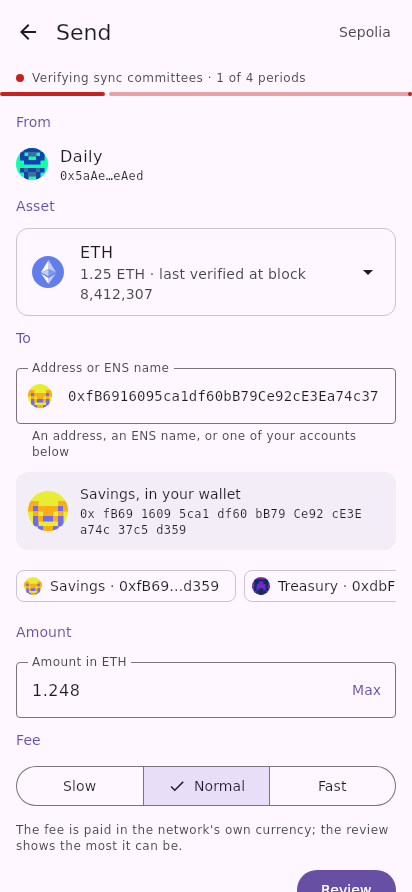 Send
Sepolia
Verifying sync committees · 1 of 4 periods
From
Daily
0x5aAe…eAed
Asset
ETH
1.25 ETH · last verified at block
8,412,307
To
Address or ENS name
0xfB6916095ca1df60bB79Ce92cE3Ea74c37
An address, an ENS name, or one of your accounts
below
Savings, in your wallet
0x fB69 1609 5ca1 df60 bB79 Ce92 cE3E
a74c 37c5 d359
Savings · 0xfB69…d359
Treasury · 0xdbF
Amount
Amount in ETH
1.248
Max
Fee
Slow
Normal
Fast
The fee is paid in the network's own currency; the review
shows the most it can be.
Review